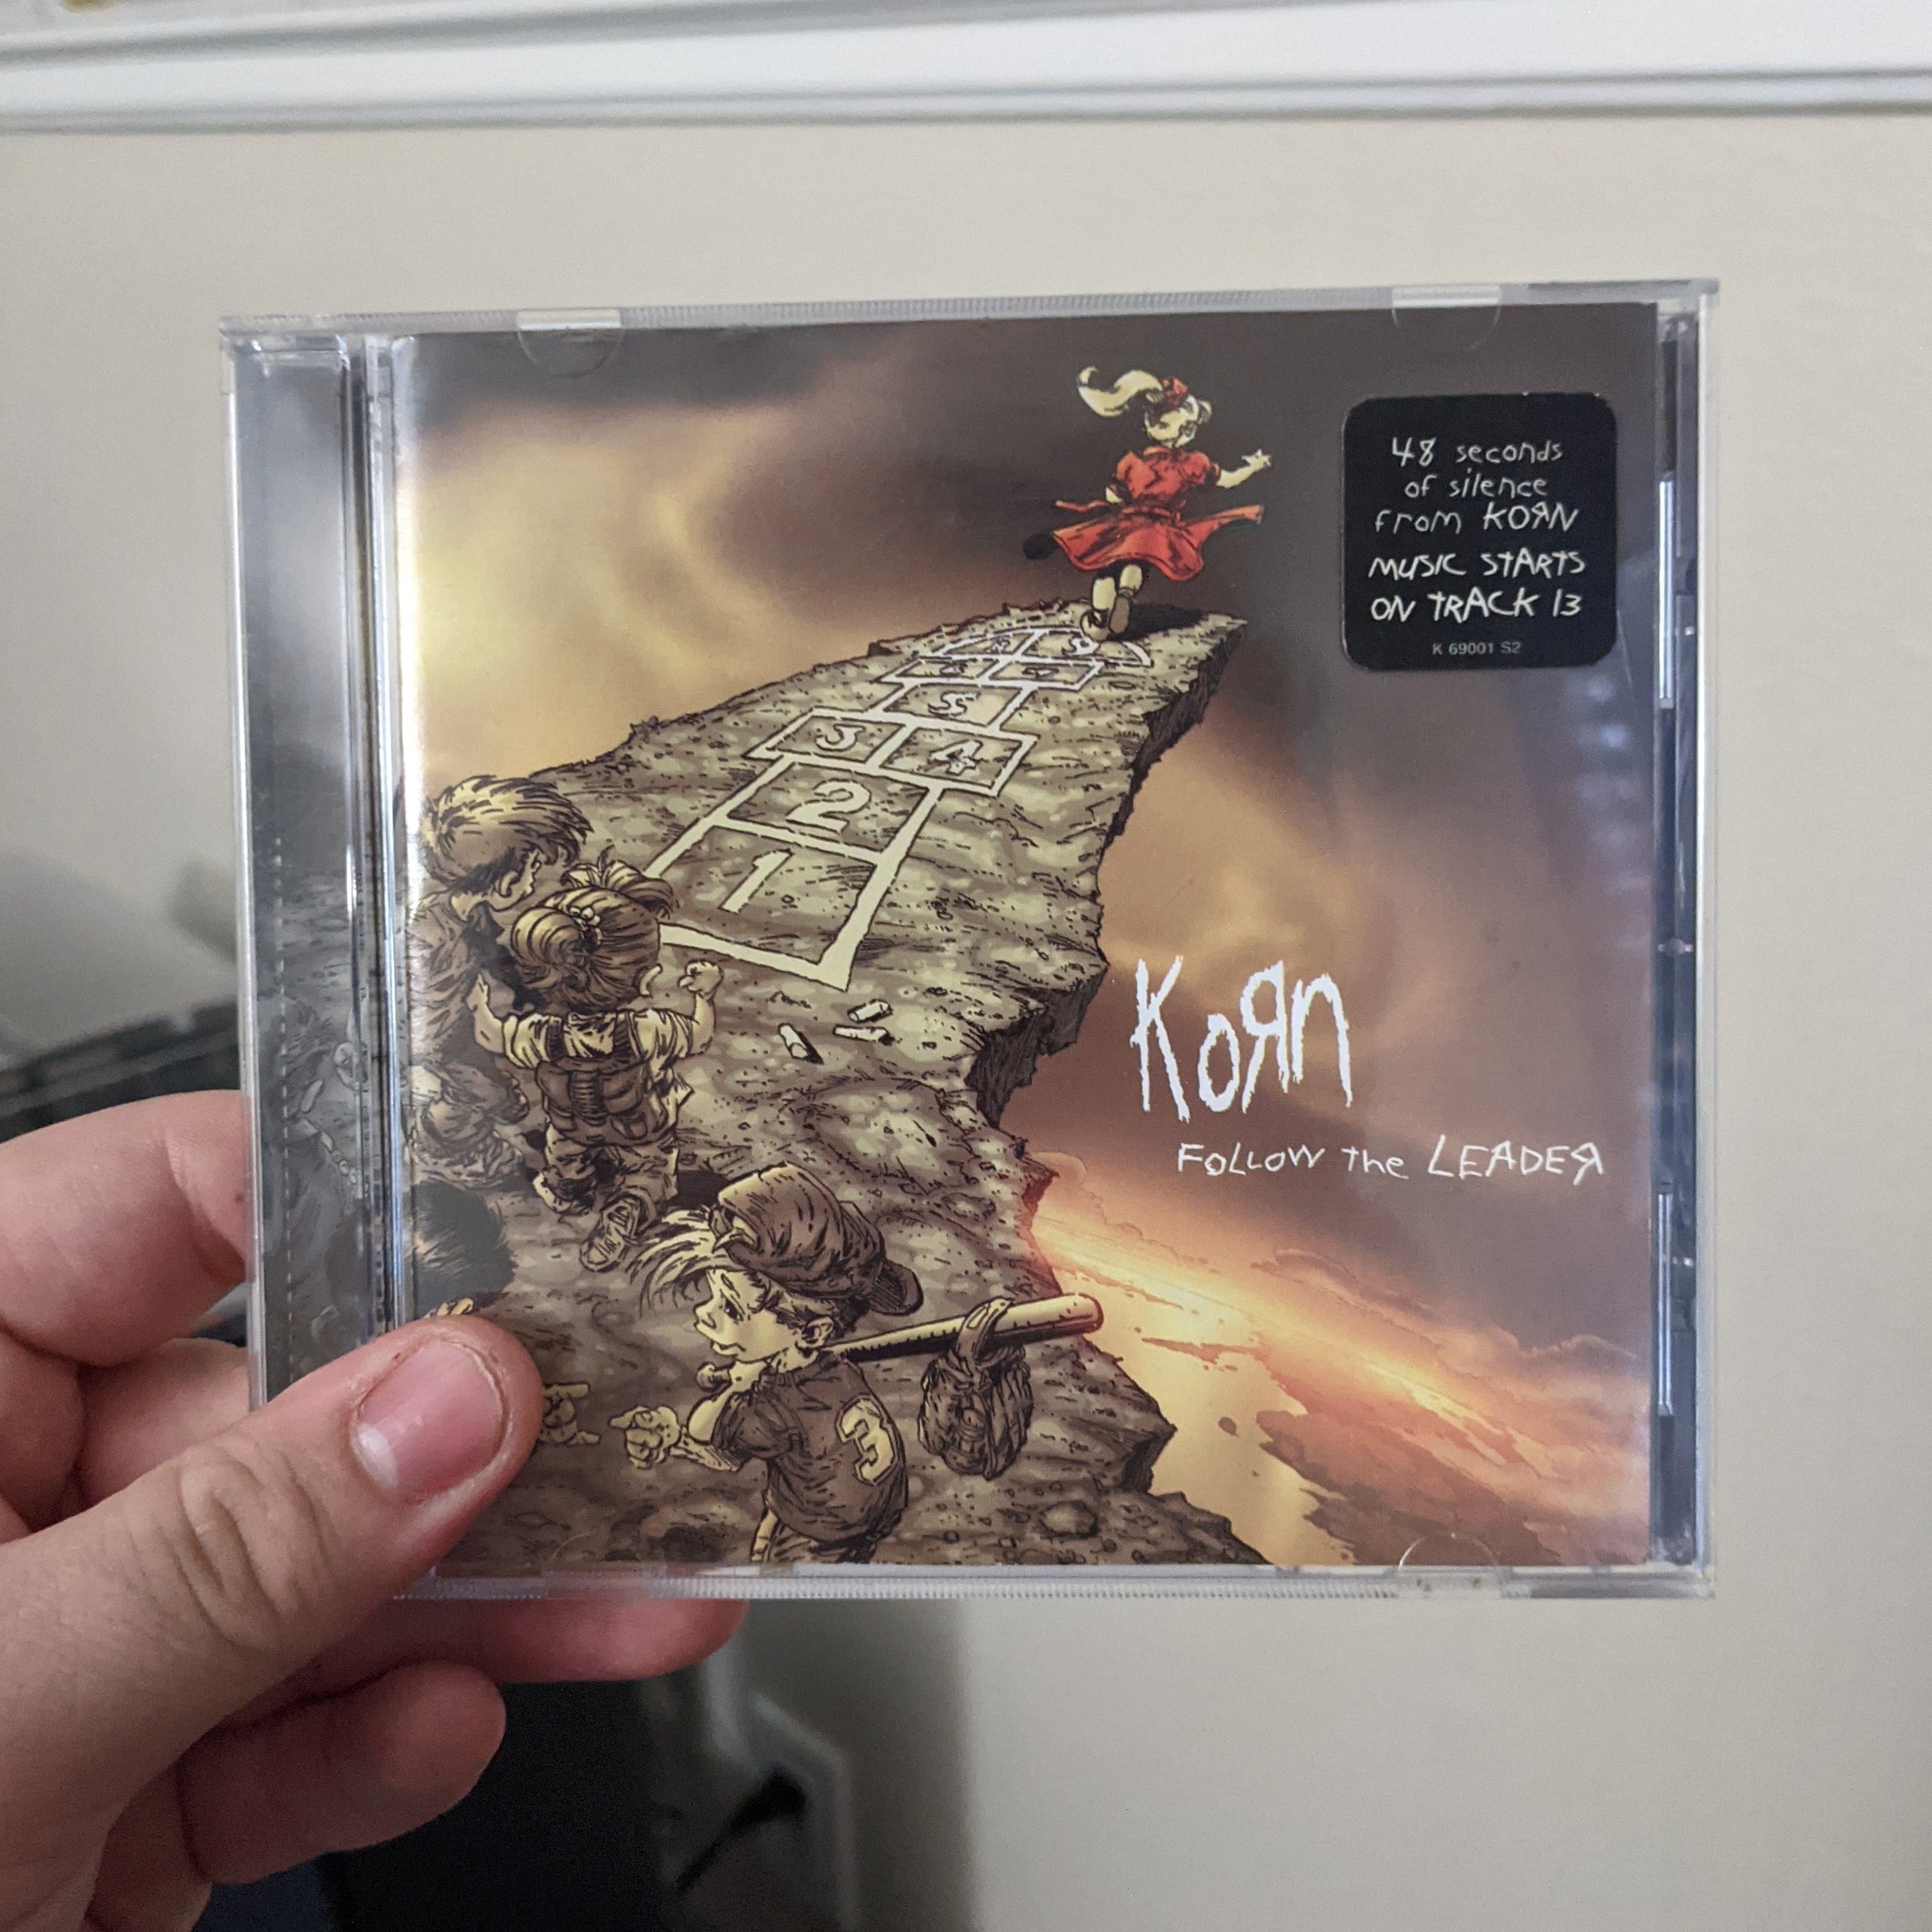 48 seconds
of silence
from KOЯN
MUSIC STARTS
ON TRACK 13
K 69001 S2
5
3 4
2
1
KoЯn
FOLLOW the LEADEЯ
3